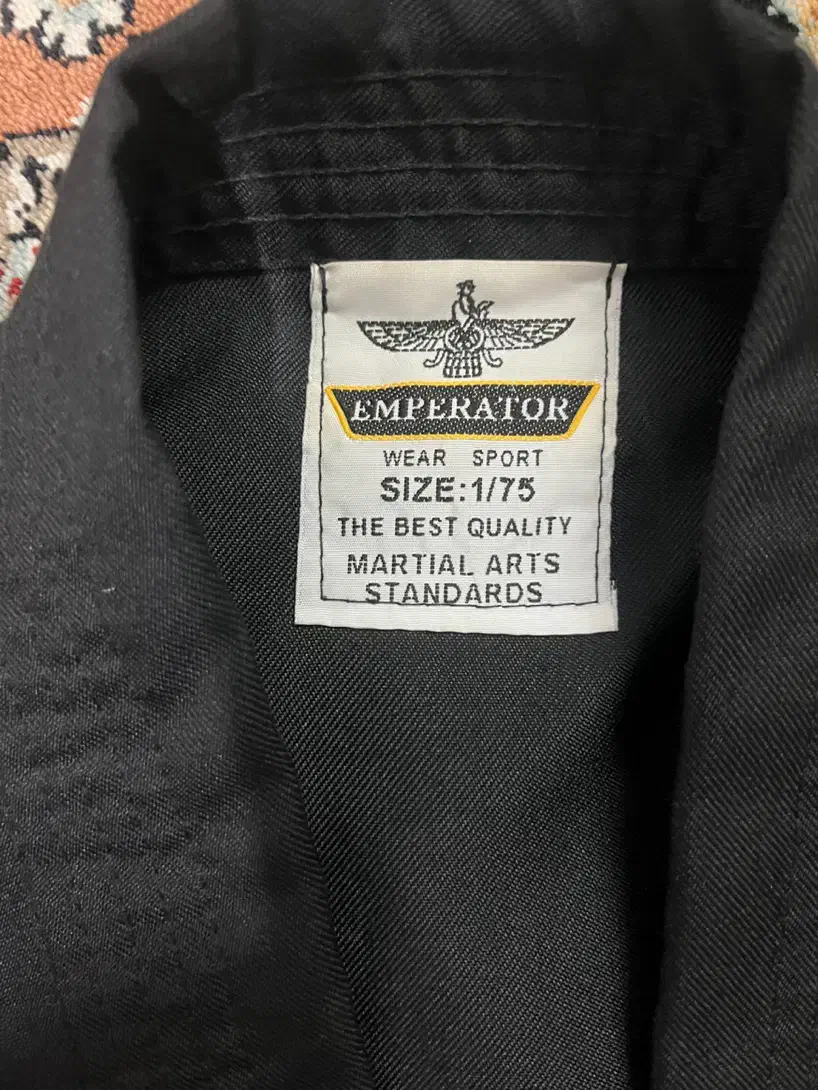 EMPERATOR
WEAR SPORT
SIZE:1/75
THE BEST QUALITY
MARTIAL ARTS
STANDARDS